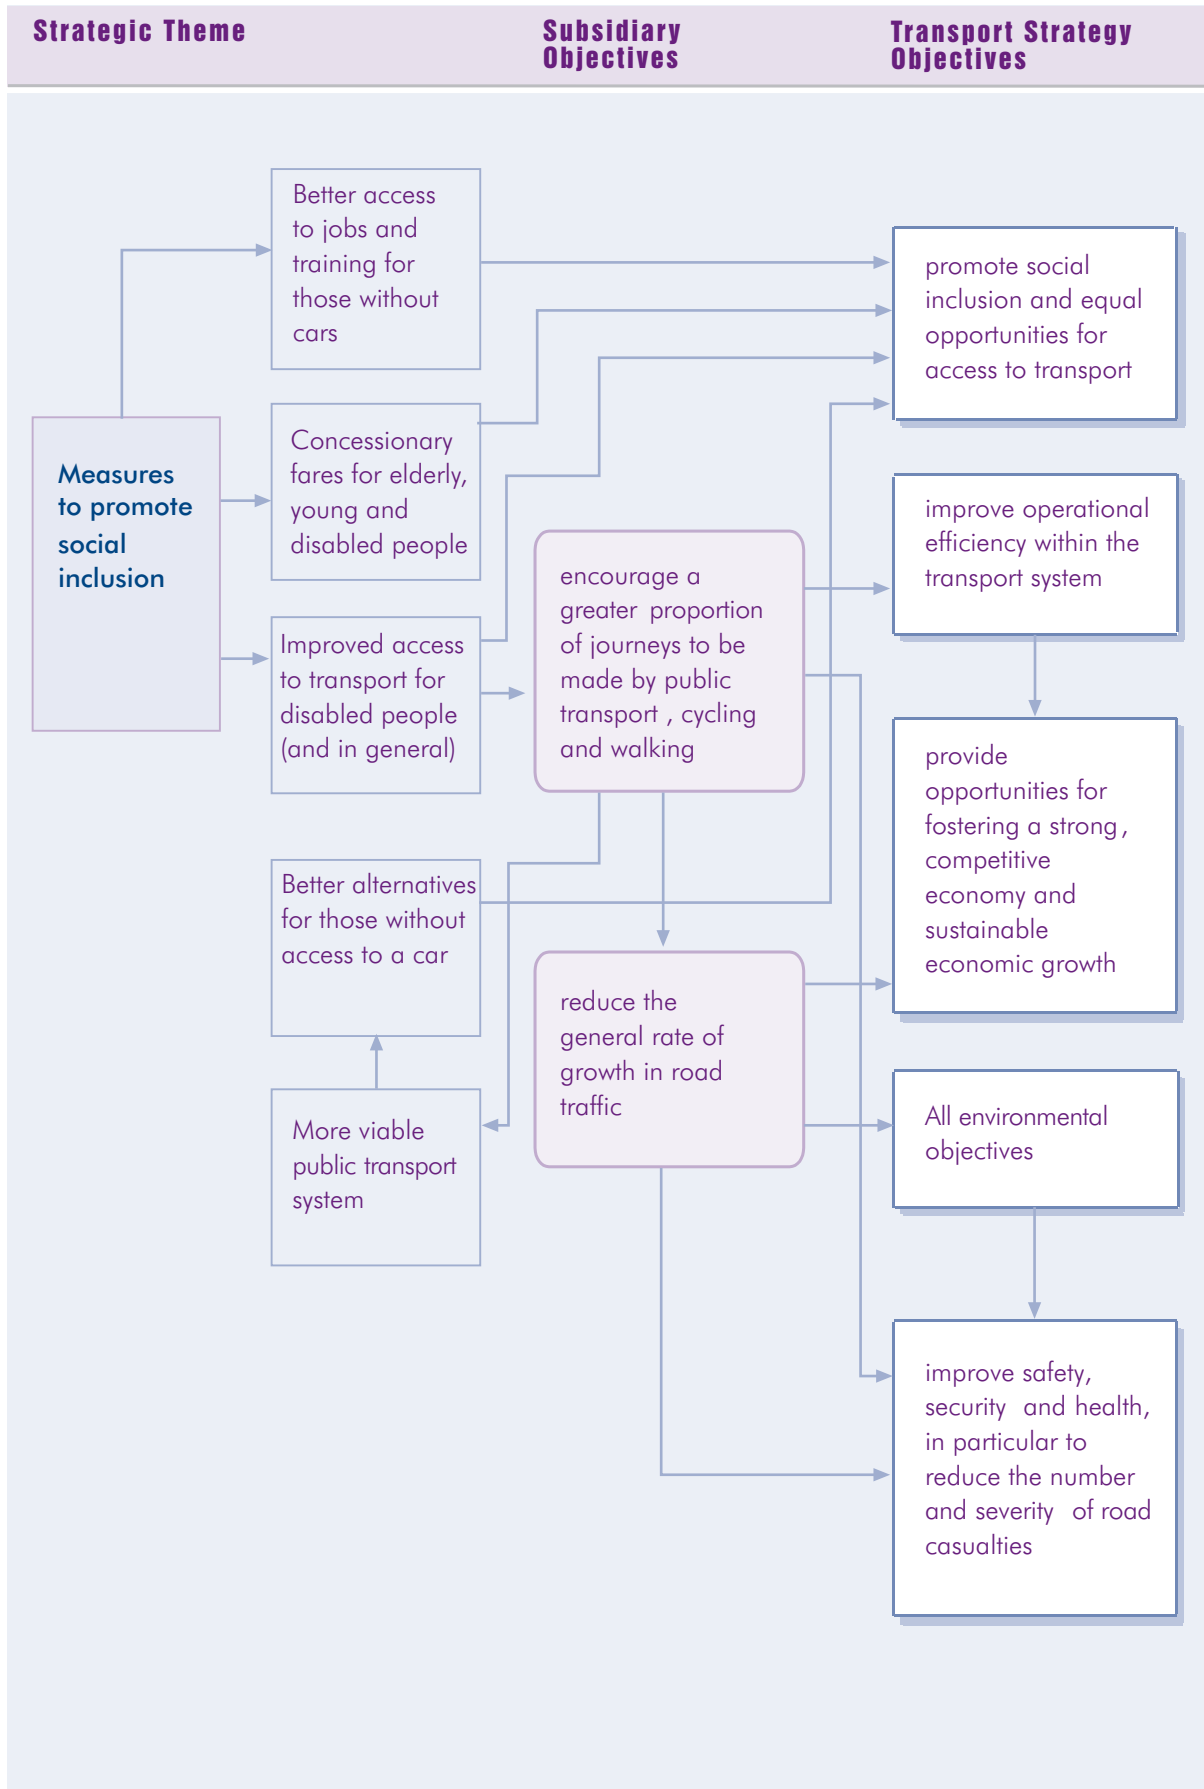 Strategic Theme
Subsidiary
Objectives
Transport Strategy
Objectives
Better access
to jobs and
training for
those without
cars
promote social
inclusion and equal
opportunities for
access to transport
Measures
to promote
social
inclusion
Concessionary
fares for elderly,
young and
disabled people
improve operational
efficiency within the
transport system
encourage a
greater proportion
of journeys to be
made by public
transport , cycling
and walking
Improved access
to transport for
disabled people
(and in general)
provide
opportunities for
fostering a strong ,
competitive
economy and
sustainable
economic growth
Better alternatives
for those without
access to a car
reduce the
general rate of
growth in road
traffic
More viable
public transport
system
All environmental
objectives
improve safety,
security and health,
in particular to
reduce the number
and severity of road
casualties